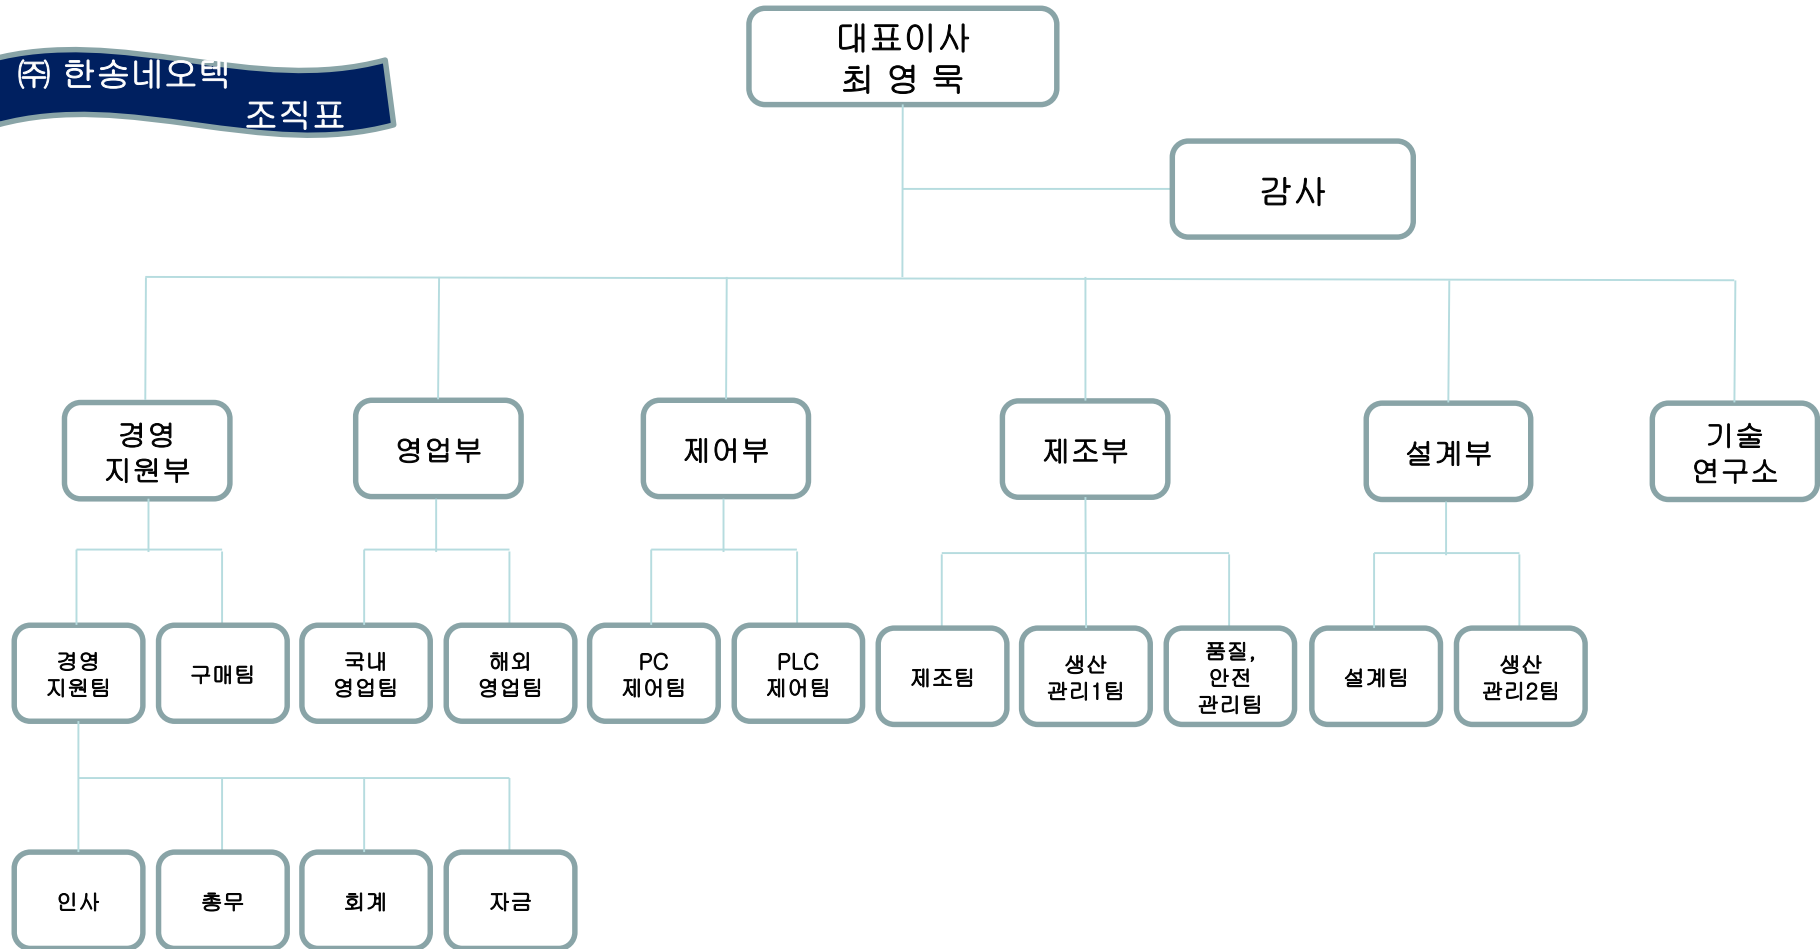 ㈜ 한송네오텍
조직표
대표이사
최 영 묵
감사
경영
지원부
영업부
제어부
제조부
설계부
기술
연구소
경영
지원팀
구매팀
국내
영업팀
해외
영업팀
PC
제어팀
PLC
제어팀
제조팀
생산
관리1팀
품질,
안전
관리팀
설계팀
생산
관리2팀
인사
총무
회계
자금